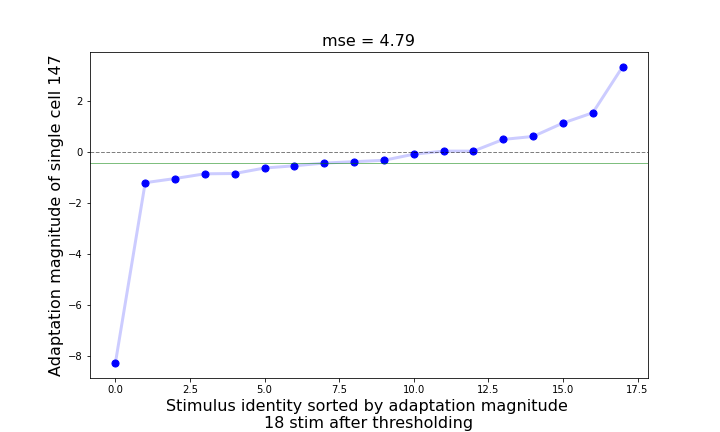 mse = 4.79
Adaptation magnitude of single cell 147
2
0
−2
−4
−6
−8
0.0 2.5 5.0 7.5 10.0 12.5 15.0 17.5
Stimulus identity sorted by adaptation magnitude
18 stim after thresholding